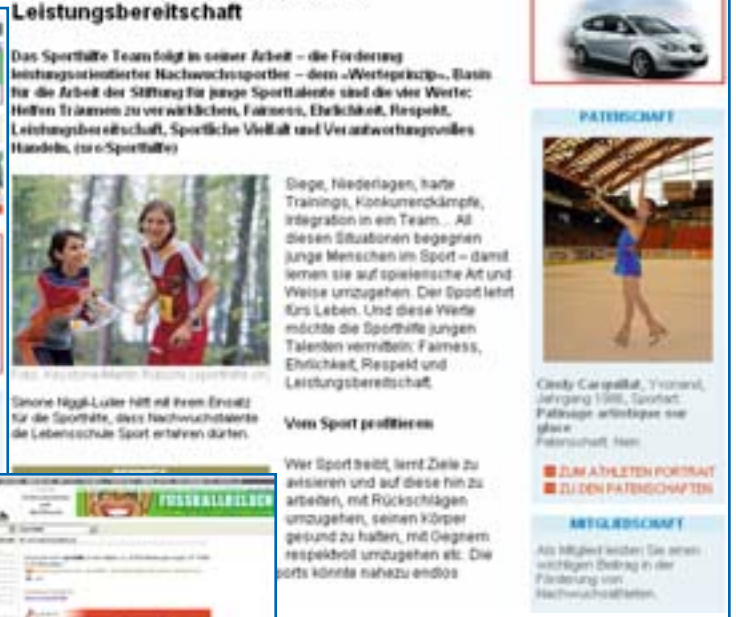 Leistungsbereitschaft
Das Sporthilfe Team folgt in seiner Arbeit – die Förderung
leistungsorientierter Nachwuchssportler – dem «Werteprinzip». Basis
für die Arbeit der Stiftung für junge Sporttalente sind die vier Werte:
Helfen Träumen zu verwirklichen, Fairness, Ehrlichkeit, Respekt,
Leistungsbereitschaft, Sportliche Vielfalt und Verantwortungsvolles
Handeln. (sro/Sporthilfe)
Siege, Niederlagen, harte
Trainings, Konkurrenzkämpfe,
Integration in ein Team... All
diesen Situationen begegnen
junge Menschen im Sport – damit
lernen sie auf spielerische Art und
Weise umzugehen. Der Sport lehrt
fürs Leben. Und diese Werte
möchte die Sporthilfe jungen
Talenten vermitteln: Fairness,
Ehrlichkeit, Respekt und
Leistungsbereitschaft.
Simone Niggli-Luder hilft mit ihrem Einsatz
für die Sporthilfe, dass Nachwuchstalente
die Lebensschule Sport erfahren dürfen.
Vom Sport profitieren
Wer Sport treibt, lernt Ziele zu
avisieren und auf diese hin zu
arbeiten, mit Rückschlägen
umzugehen, seinen Körper
gesund zu halten, mit Gegnern
respektvoll umzugehen etc. Die
ports könnte nahezu endlos
FUSSBALLBILDER
PATENSCHAFT
Cindy Carquillat, Yvonand,
Jahrgang 1986, Sportart:
Patinage artistique sur
glace
Patenschaft: Nein
ZUM ATHLETEN PORTRAIT
ZU DEN PATENSCHAFTEN
MITGLIEDSCHAFT
Als Mitglied leisten Sie einen
wichtigen Beitrag in der
Förderung von
Nachwuchsathleten.